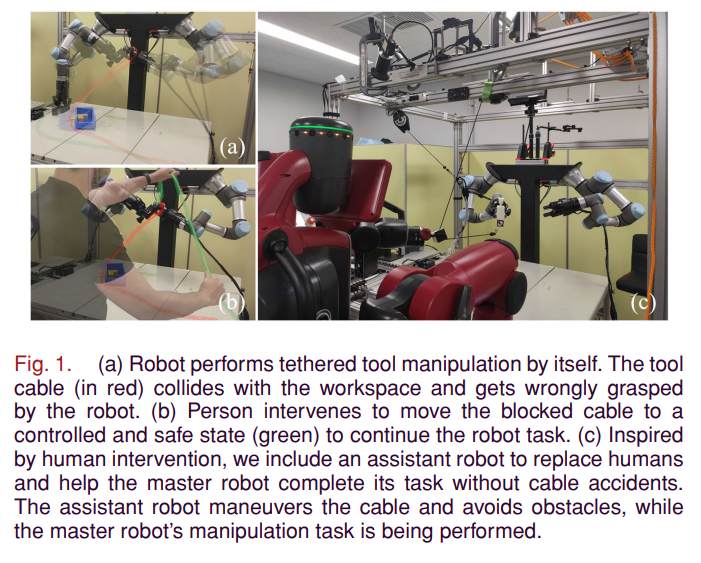 (a)
(b)
(c)
Fig. 1. (a) Robot performs tethered tool manipulation by itself. The tool
cable (in red) collides with the workspace and gets wrongly grasped
by the robot. (b) Person intervenes to move the blocked cable to a
controlled and safe state (green) to continue the robot task. (c) Inspired
by human intervention, we include an assistant robot to replace humans
and help the master robot complete its task without cable accidents.
The assistant robot maneuvers the cable and avoids obstacles, while
the master robot's manipulation task is being performed.